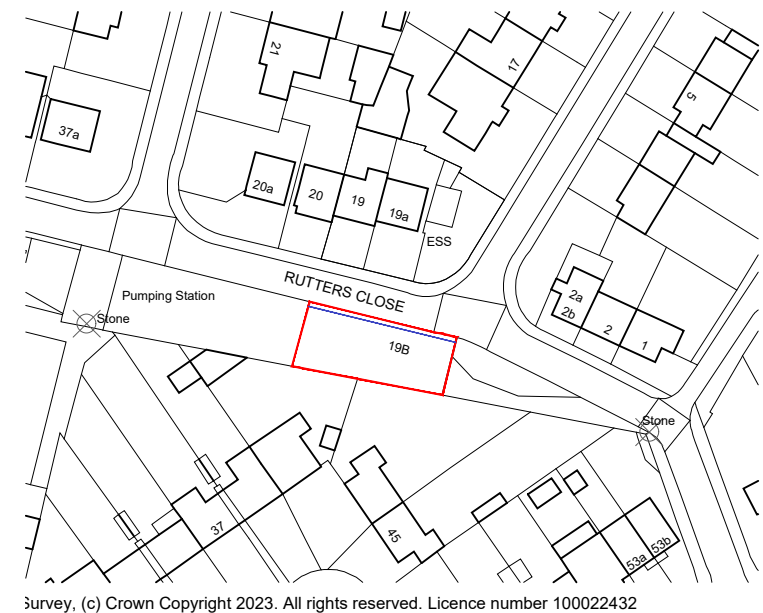 21
17
5
37a
20a
20
19
19a
ESS
RUTTERS CLOSE
Pumping Station
Stone
19B
2a
2b
2
1
Stone
37
45
53a
53b
Survey, (c) Crown Copyright 2023. All rights reserved. Licence number 100022432